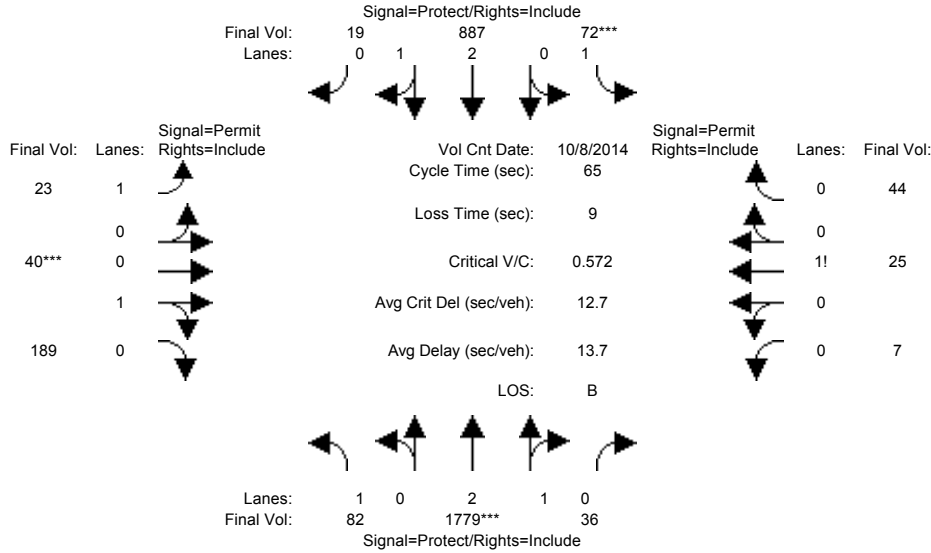 Signal=Protect/Rights=Include
Final Vol: 19 887 72***
Lanes: 0 1 2 0 1
Signal=Permit Signal=Permit
Final Vol: Lanes: Rights=Include Vol Cnt Date: 10/8/2014 Rights=Include Lanes: Final Vol:
Cycle Time (sec): 65
23 1 0 44
Loss Time (sec): 9
0 0
40*** 0 Critical V/C: 0.572 1! 25
1 Avg Crit Del (sec/veh): 12.7 0
189 0 Avg Delay (sec/veh): 13.7 0 7
LOS: B
Lanes: 1 0 2 1 0
Final Vol: 82 1779*** 36
Signal=Protect/Rights=Include